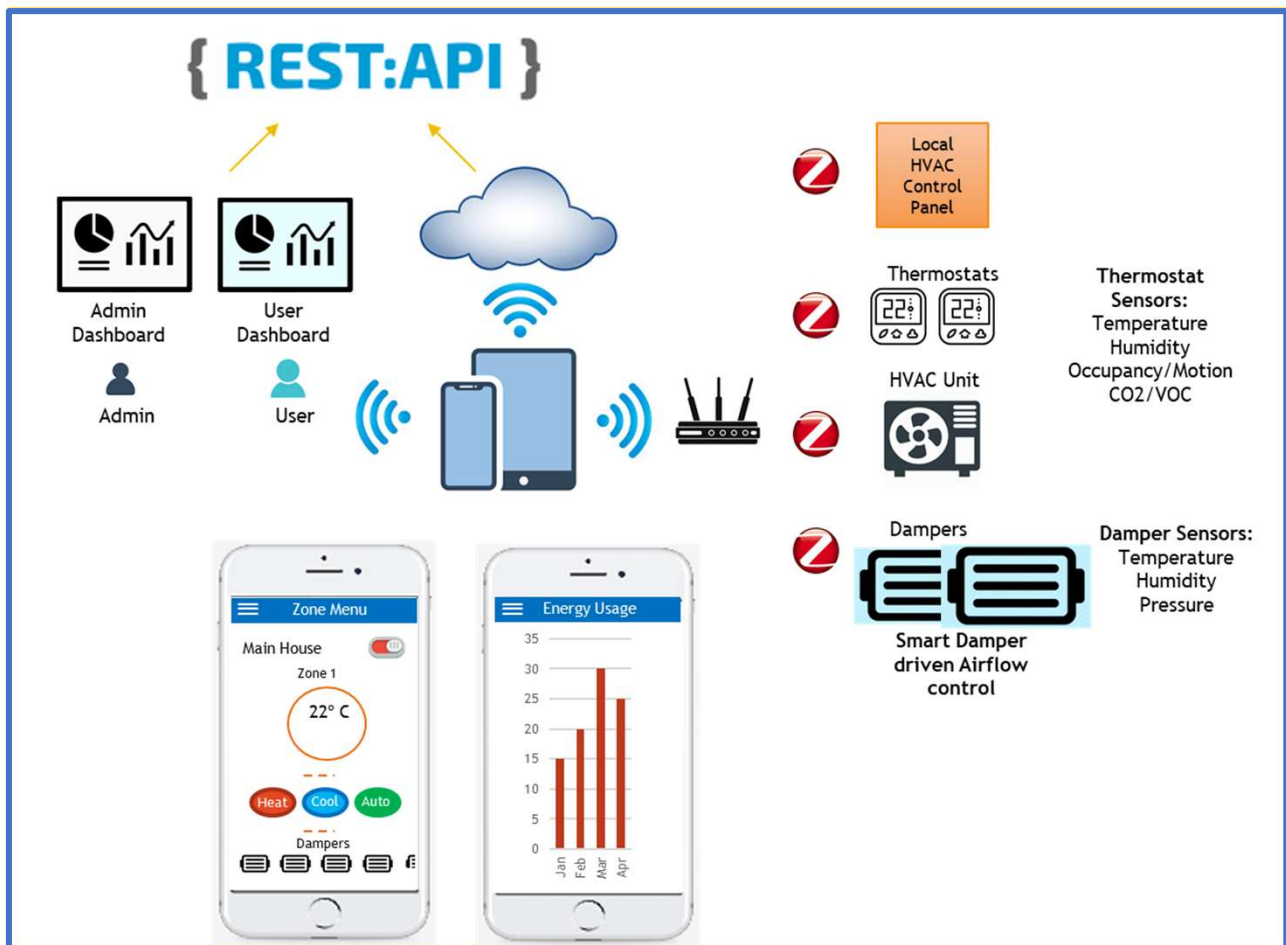 { REST:API }
Admin
Dashboard
Admin
User
Dashboard
User
Local
HVAC
Control
Panel
Thermostats
22
22
Thermostat
Sensors:
Temperature
Humidity
Occupancy/Motion
CO2/VOC
HVAC Unit
Dampers
Smart Damper
driven Airflow
control
Damper Sensors:
Temperature
Humidity
Pressure
Zone Menu
Main House
Zone 1
22° C
Heat
Cool
Auto
Dampers
Energy Usage
35
30
25
20
15
10
5
0
Jan
Feb
Mar
Apr